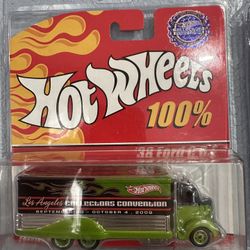 Hot Wheels
100%
38 Ford C.O.E.
Hot Wheels
Los Angeles COLLECTORS CONVENTION
SEPTEMBER 30 - OCTOBER 4, 2009